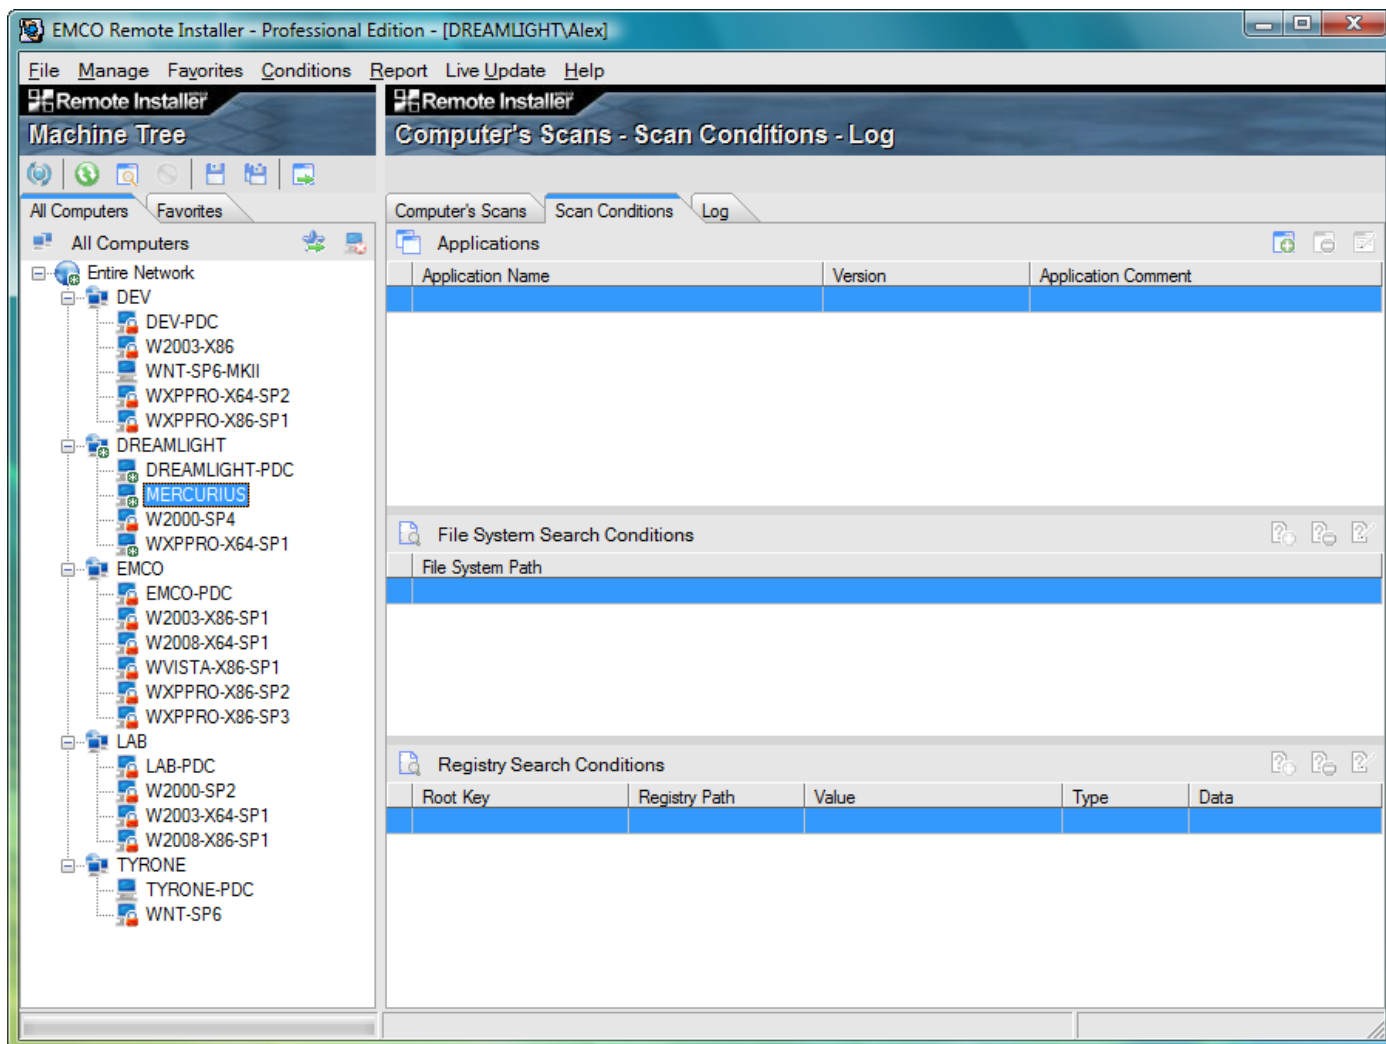 EMCO Remote Installer - Professional Edition - [DREAMLIGHT\Alex]
File Manage Favorites Conditions Report Live Update Help
Remote Installer
Machine Tree
All Computers Favorites
All Computers
Entire Network
DEV
DEV-PDC
W2003-X86
WNT-SP6-MKII
WXPPRO-X64-SP2
WXPPRO-X86-SP1
DREAMLIGHT
DREAMLIGHT-PDC
MERCURIUS
W2000-SP4
WXPPRO-X64-SP1
EMCO
EMCO-PDC
W2003-X86-SP1
W2008-X64-SP1
WVISTA-X86-SP1
WXPPRO-X86-SP2
WXPPRO-X86-SP3
LAB
LAB-PDC
W2000-SP2
W2003-X64-SP1
W2008-X86-SP1
TYRONE
TYRONE-PDC
WNT-SP6
Remote Installer
Computer's Scans - Scan Conditions - Log
Computer's Scans Scan Conditions Log
Applications
Application Name Version Application Comment
File System Search Conditions
File System Path
Registry Search Conditions
Root Key Registry Path Value Type Data